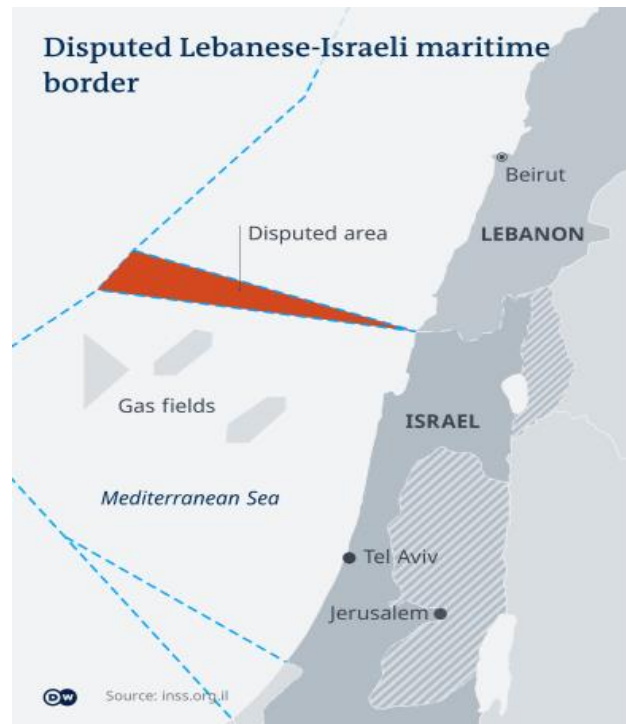 Disputed Lebanese-Israeli maritime
border
Beirut
Disputed area
LEBANON
Gas fields
ISRAEL
Mediterranean Sea
Tel Aviv
Jerusalem
DW
Source: inss.org.il